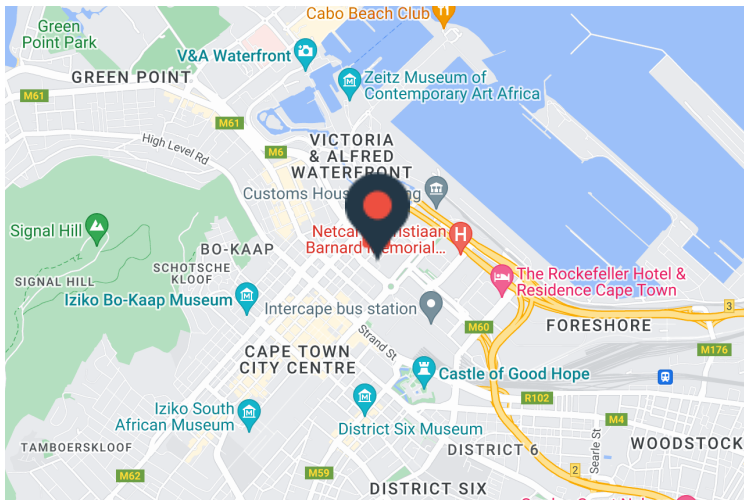 Cabo Beach Club
Green
Point Park
V&A Waterfront
GREEN POINT
Zeitz Museum of
Contemporary Art Africa
M61
M61
High Level Rd
M6
VICTORIA
& ALFRED
WATERFRONT
Customs House
Signal Hill
BO-KAAP
Barnard Memorial...
H
SCHOTSCHE
KLOOF
SIGNAL HILL
The Rockefeller Hotel &
Residence Cape Town
Iziko Bo-Kaap Museum
Intercape bus station
3
M60
FORESHORE
Strand St
M176
CAPE TOWN
CITY CENTRE
Castle of Good Hope
R102
Iziko South
African Museum
M4
District Six Museum
Searle St
WOODSTOCK
TAMBOERSKLOOF
DISTRICT 6
M62
M59
2
DISTRICT SIX